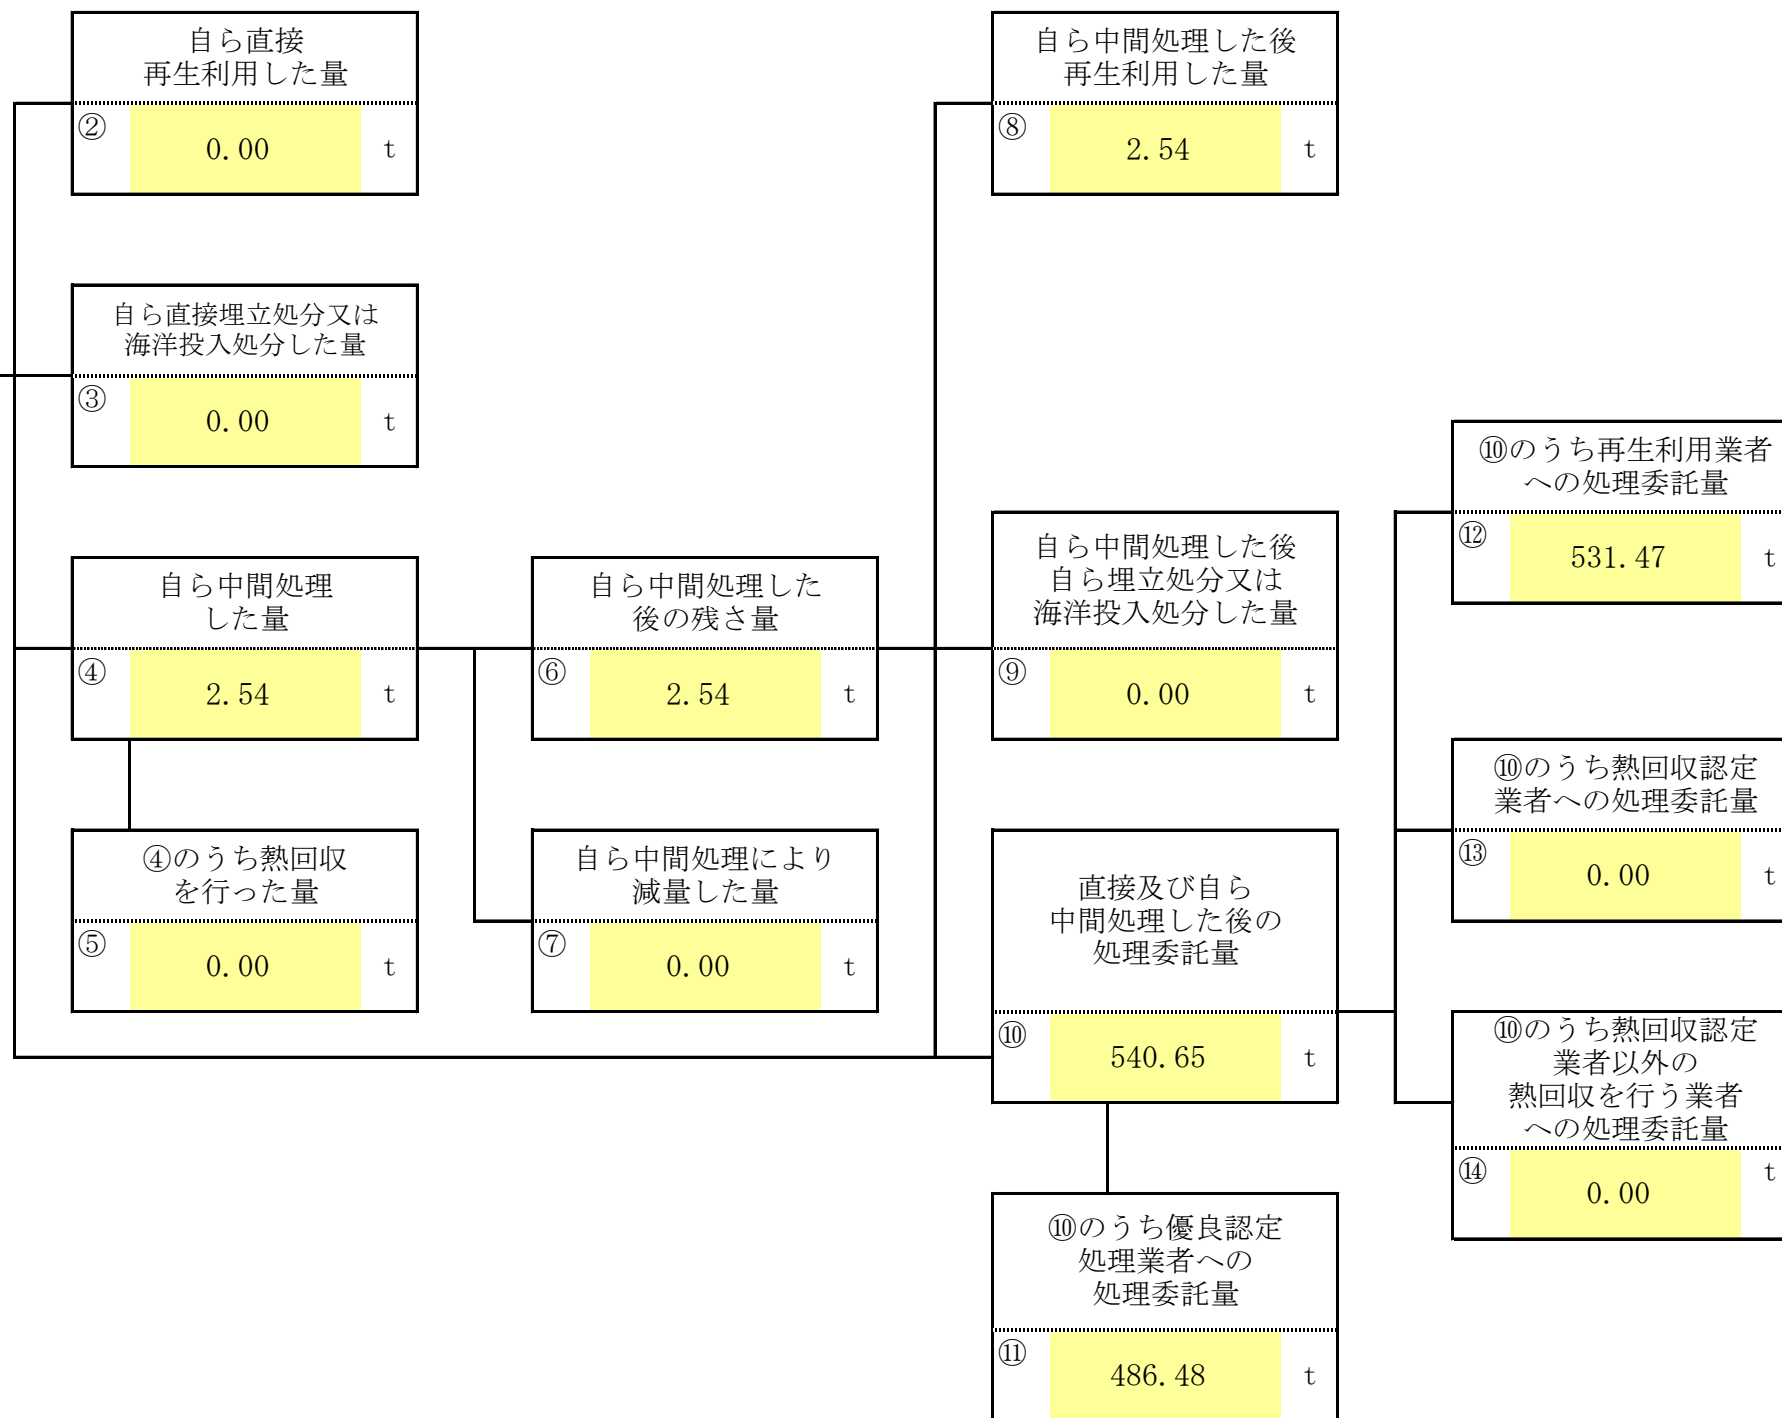 自ら直接
再生利用した量
②
0.00
t
自ら直接埋立処分又は
海洋投入処分した量
③
0.00
t
自ら中間処理
した量
④
2.54
t
④のうち熱回収
を行った量
⑤
0.00
t
自ら中間処理した
後の残さ量
⑥
2.54
t
自ら中間処理により
減量した量
⑦
0.00
t
自ら中間処理した後
再生利用した量
⑧
2.54
t
自ら中間処理した後
自ら埋立処分又は
海洋投入処分した量
⑨
0.00
t
直接及び自ら
中間処理した後の
処理委託量
⑩
540.65
t
⑩のうち優良認定
処理業者への
処理委託量
⑪
486.48
t
⑩のうち再生利用業者
への処理委託量
⑫
531.47
t
⑩のうち熱回収認定
業者への処理委託量
⑬
0.00
t
⑩のうち熱回収認定
業者以外の
熱回収を行う業者
への処理委託量
⑭
0.00
t